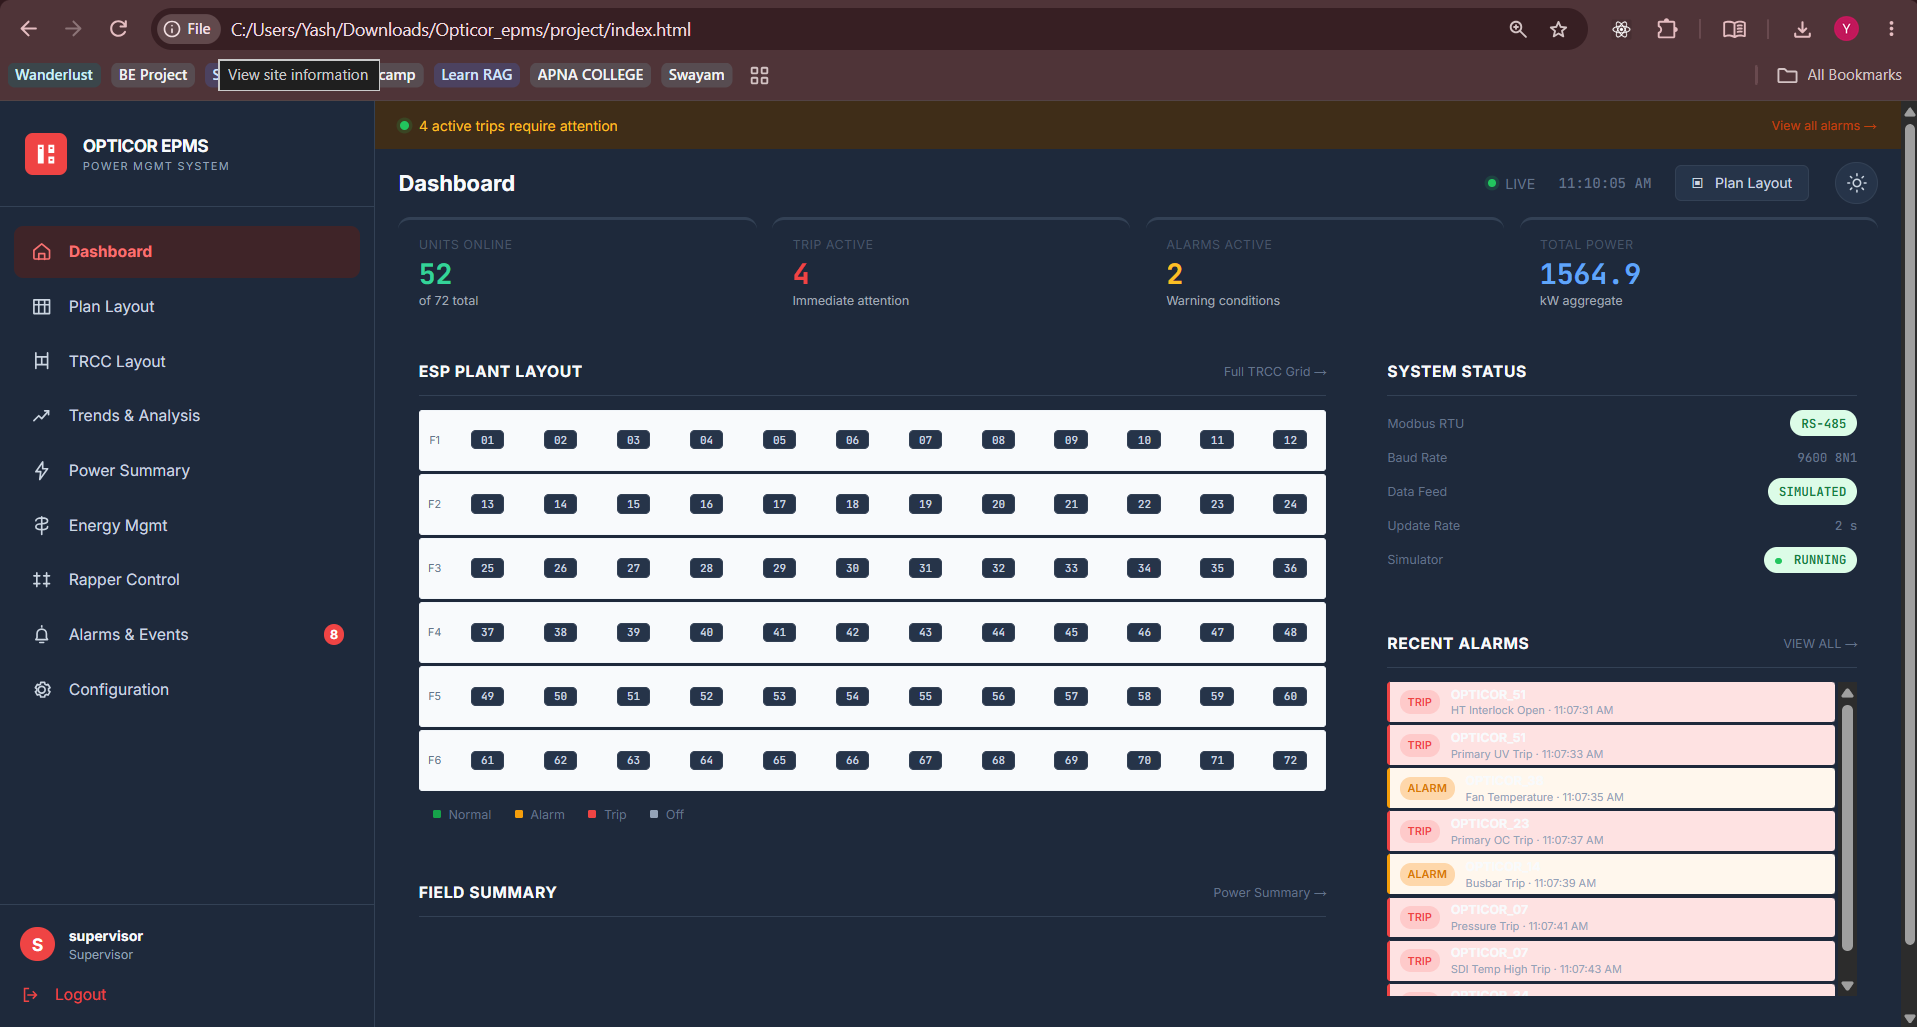 File
C:/Users/Yash/Downloads/Opticor_epms/project/index.html
Y
Wanderlust
BE Project
S
View site information
camp
Learn RAG
APNA COLLEGE
Swayam
All Bookmarks
OPTICOR EPMS
POWER MGMT SYSTEM
Dashboard
Plan Layout
TRCC Layout
Trends & Analysis
Power Summary
Energy Mgmt
Rapper Control
Alarms & Events
8
Configuration
S
supervisor
Supervisor
Logout
4 active trips require attention
View all alarms →
Dashboard
LIVE
11:10:05 AM
Plan Layout
UNITS ONLINE
52
of 72 total
TRIP ACTIVE
4
Immediate attention
ALARMS ACTIVE
2
Warning conditions
TOTAL POWER
1564.9
kW aggregate
ESP PLANT LAYOUT
Full TRCC Grid →
F1 01 02 03 04 05 06 07 08 09 10 11 12
F2 13 14 15 16 17 18 19 20 21 22 23 24
F3 25 26 27 28 29 30 31 32 33 34 35 36
F4 37 38 39 40 41 42 43 44 45 46 47 48
F5 49 50 51 52 53 54 55 56 57 58 59 60
F6 61 62 63 64 65 66 67 68 69 70 71 72
Normal Alarm Trip Off
FIELD SUMMARY
Power Summary →
SYSTEM STATUS
Modbus RTU RS-485
Baud Rate 9600 8N1
Data Feed SIMULATED
Update Rate 2 s
Simulator RUNNING
RECENT ALARMS
VIEW ALL →
TRIP
OPTICOR_51
HT Interlock Open · 11:07:31 AM
TRIP
OPTICOR_51
Primary UV Trip · 11:07:33 AM
ALARM
Fan Temperature · 11:07:35 AM
TRIP
OPTICOR_23
Primary OC Trip · 11:07:37 AM
ALARM
Busbar Trip · 11:07:39 AM
TRIP
OPTICOR_07
Pressure Trip · 11:07:41 AM
TRIP
OPTICOR_07
SDI Temp High Trip · 11:07:43 AM